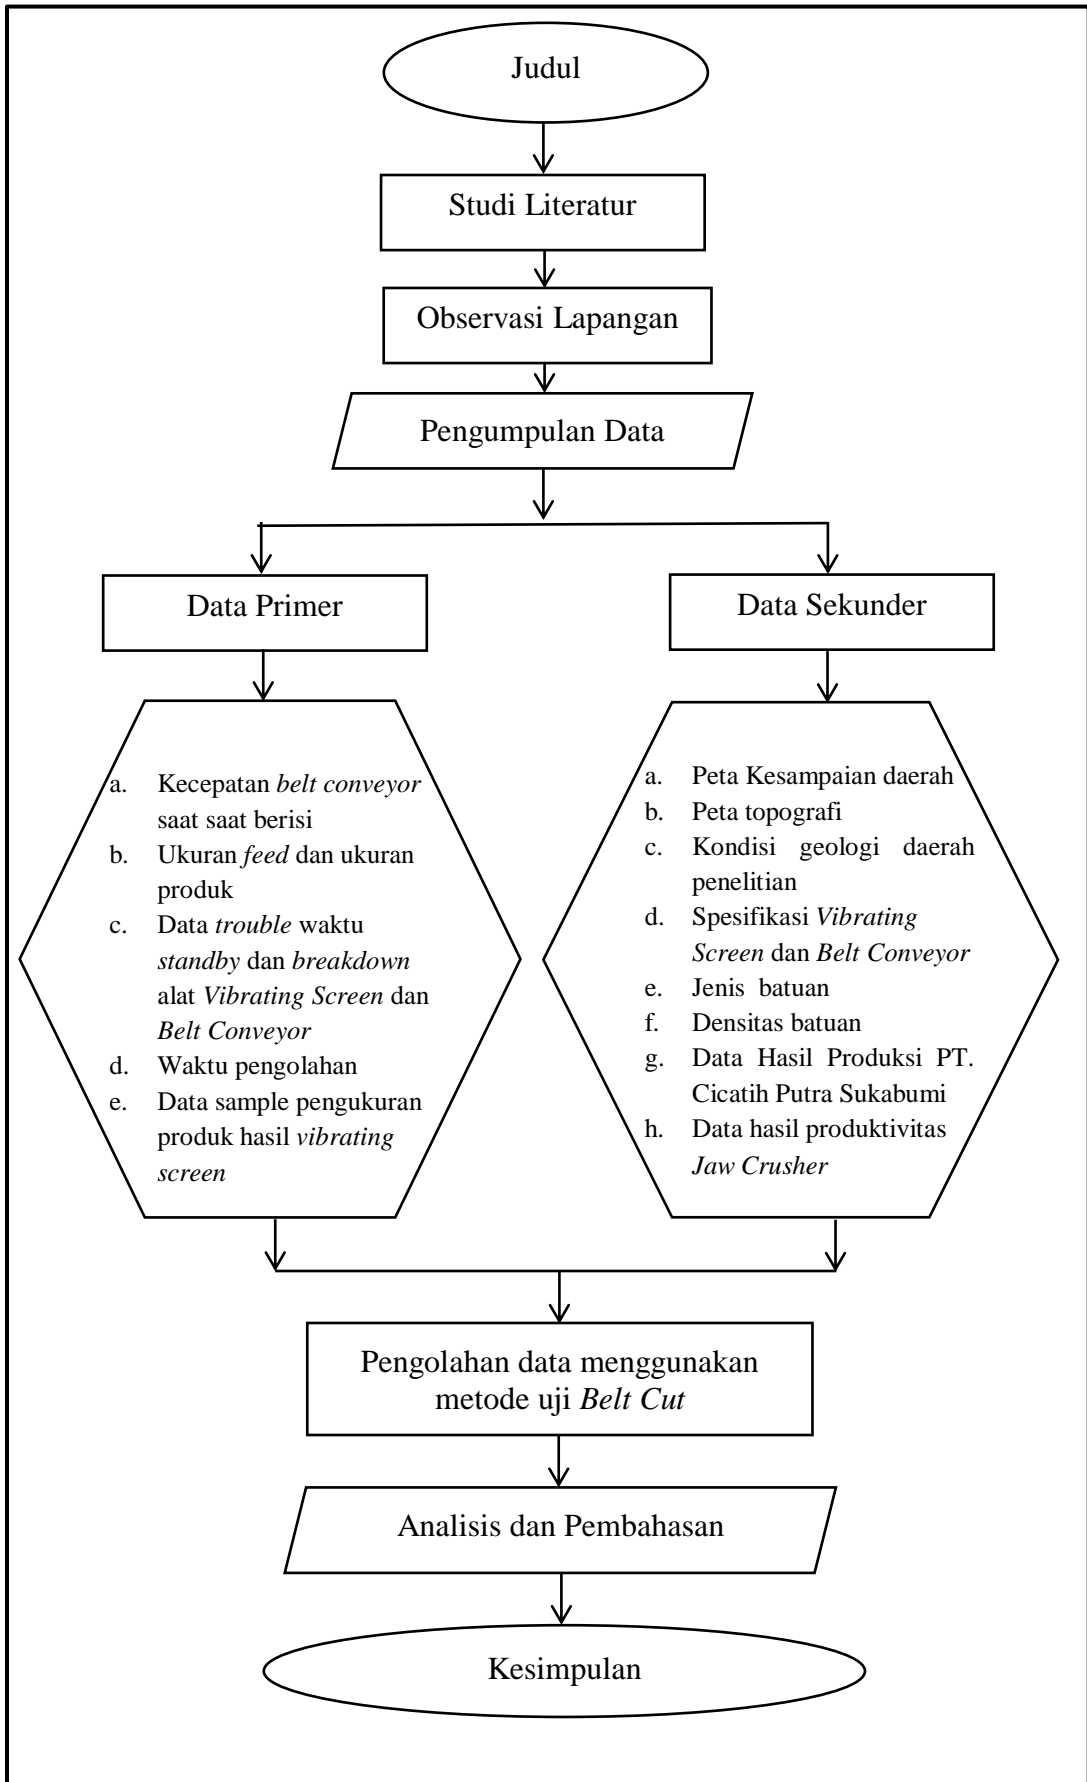 Judul
Studi Literatur
Observasi Lapangan
Pengumpulan Data
Data Primer
a. Kecepatan belt conveyor
saat saat berisi
b. Ukuran feed dan ukuran
produk
c. Data trouble waktu
standby dan breakdown
alat Vibrating Screen dan
Belt Conveyor
d. Waktu pengolahan
e. Data sample pengukuran
produk hasil vibrating
screen
Data Sekunder
a. Peta Kesampaian daerah
b. Peta topografi
c. Kondisi geologi daerah
penelitian
d. Spesifikasi Vibrating
Screen dan Belt Conveyor
e. Jenis batuan
f. Densitas batuan
g. Data Hasil Produksi PT.
Cicatih Putra Sukabumi
h. Data hasil produktivitas
Jaw Crusher
Pengolahan data menggunakan
metode uji Belt Cut
Analisis dan Pembahasan
Kesimpulan